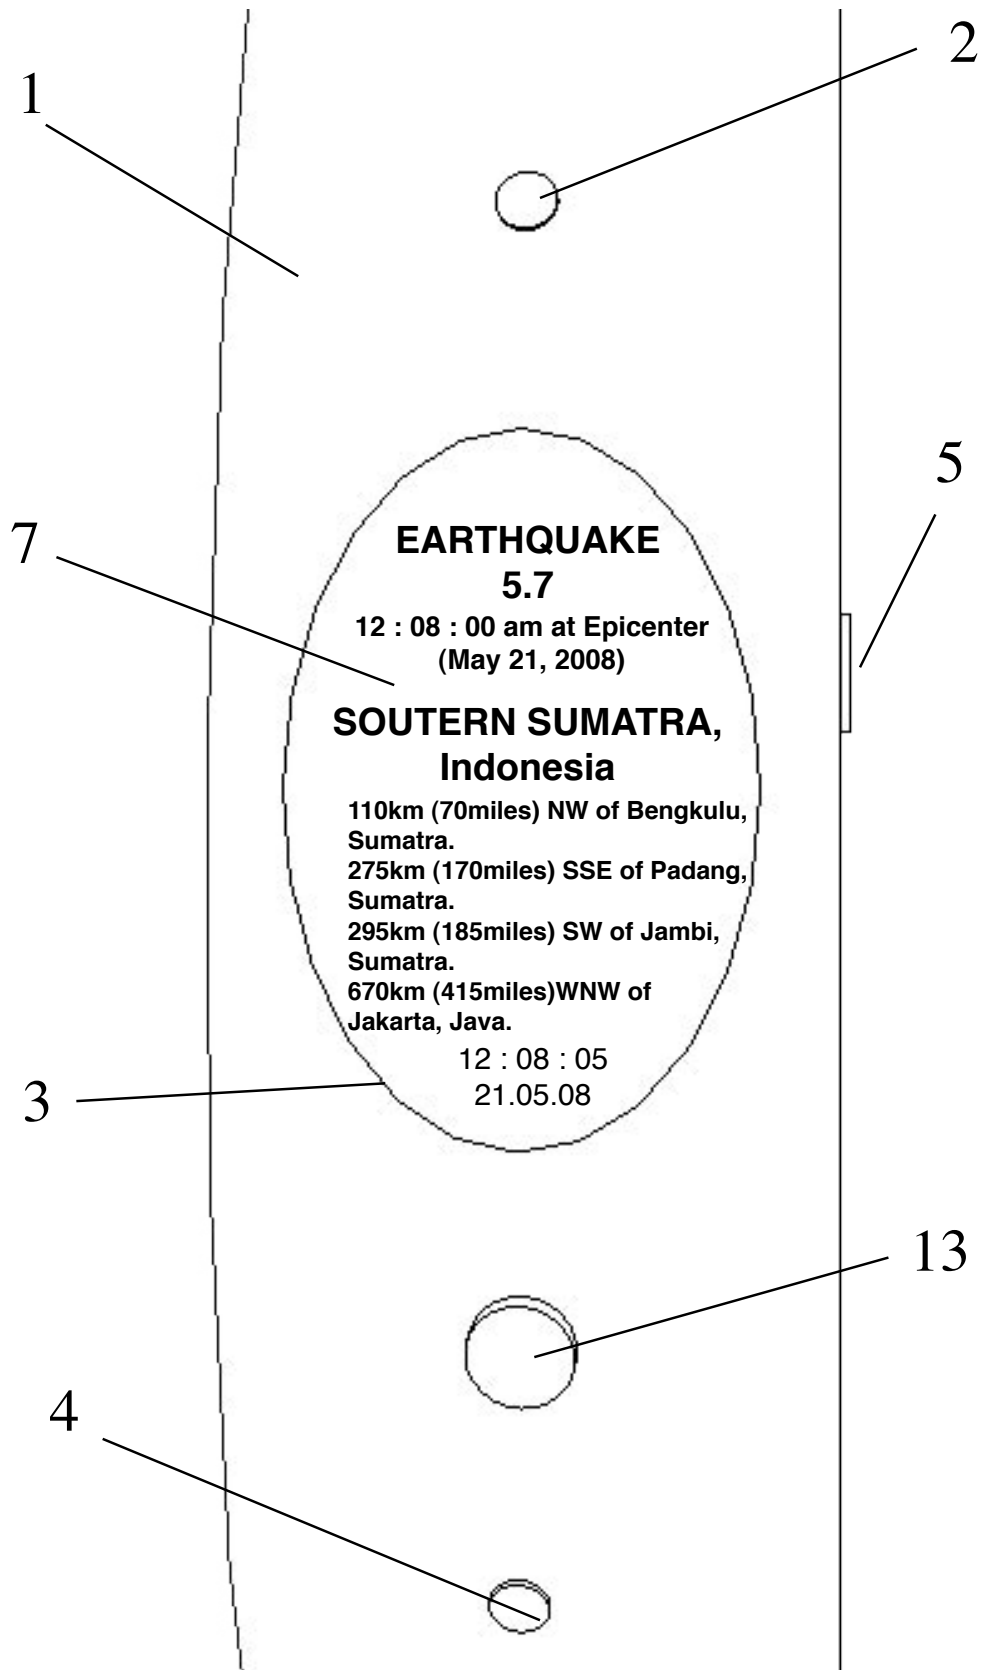 2
1
5
7
EARTHQUAKE
5.7
12 : 08 : 00 am at Epicenter
(May 21, 2008)
SOUTERN SUMATRA,
Indonesia
110km (70miles) NW of Bengkulu,
Sumatra.
275km (170miles) SSE of Padang,
Sumatra.
295km (185miles) SW of Jambi,
Sumatra.
670km (415miles)WNW of
Jakarta, Java.
12 : 08 : 05
21.05.08
3
13
4